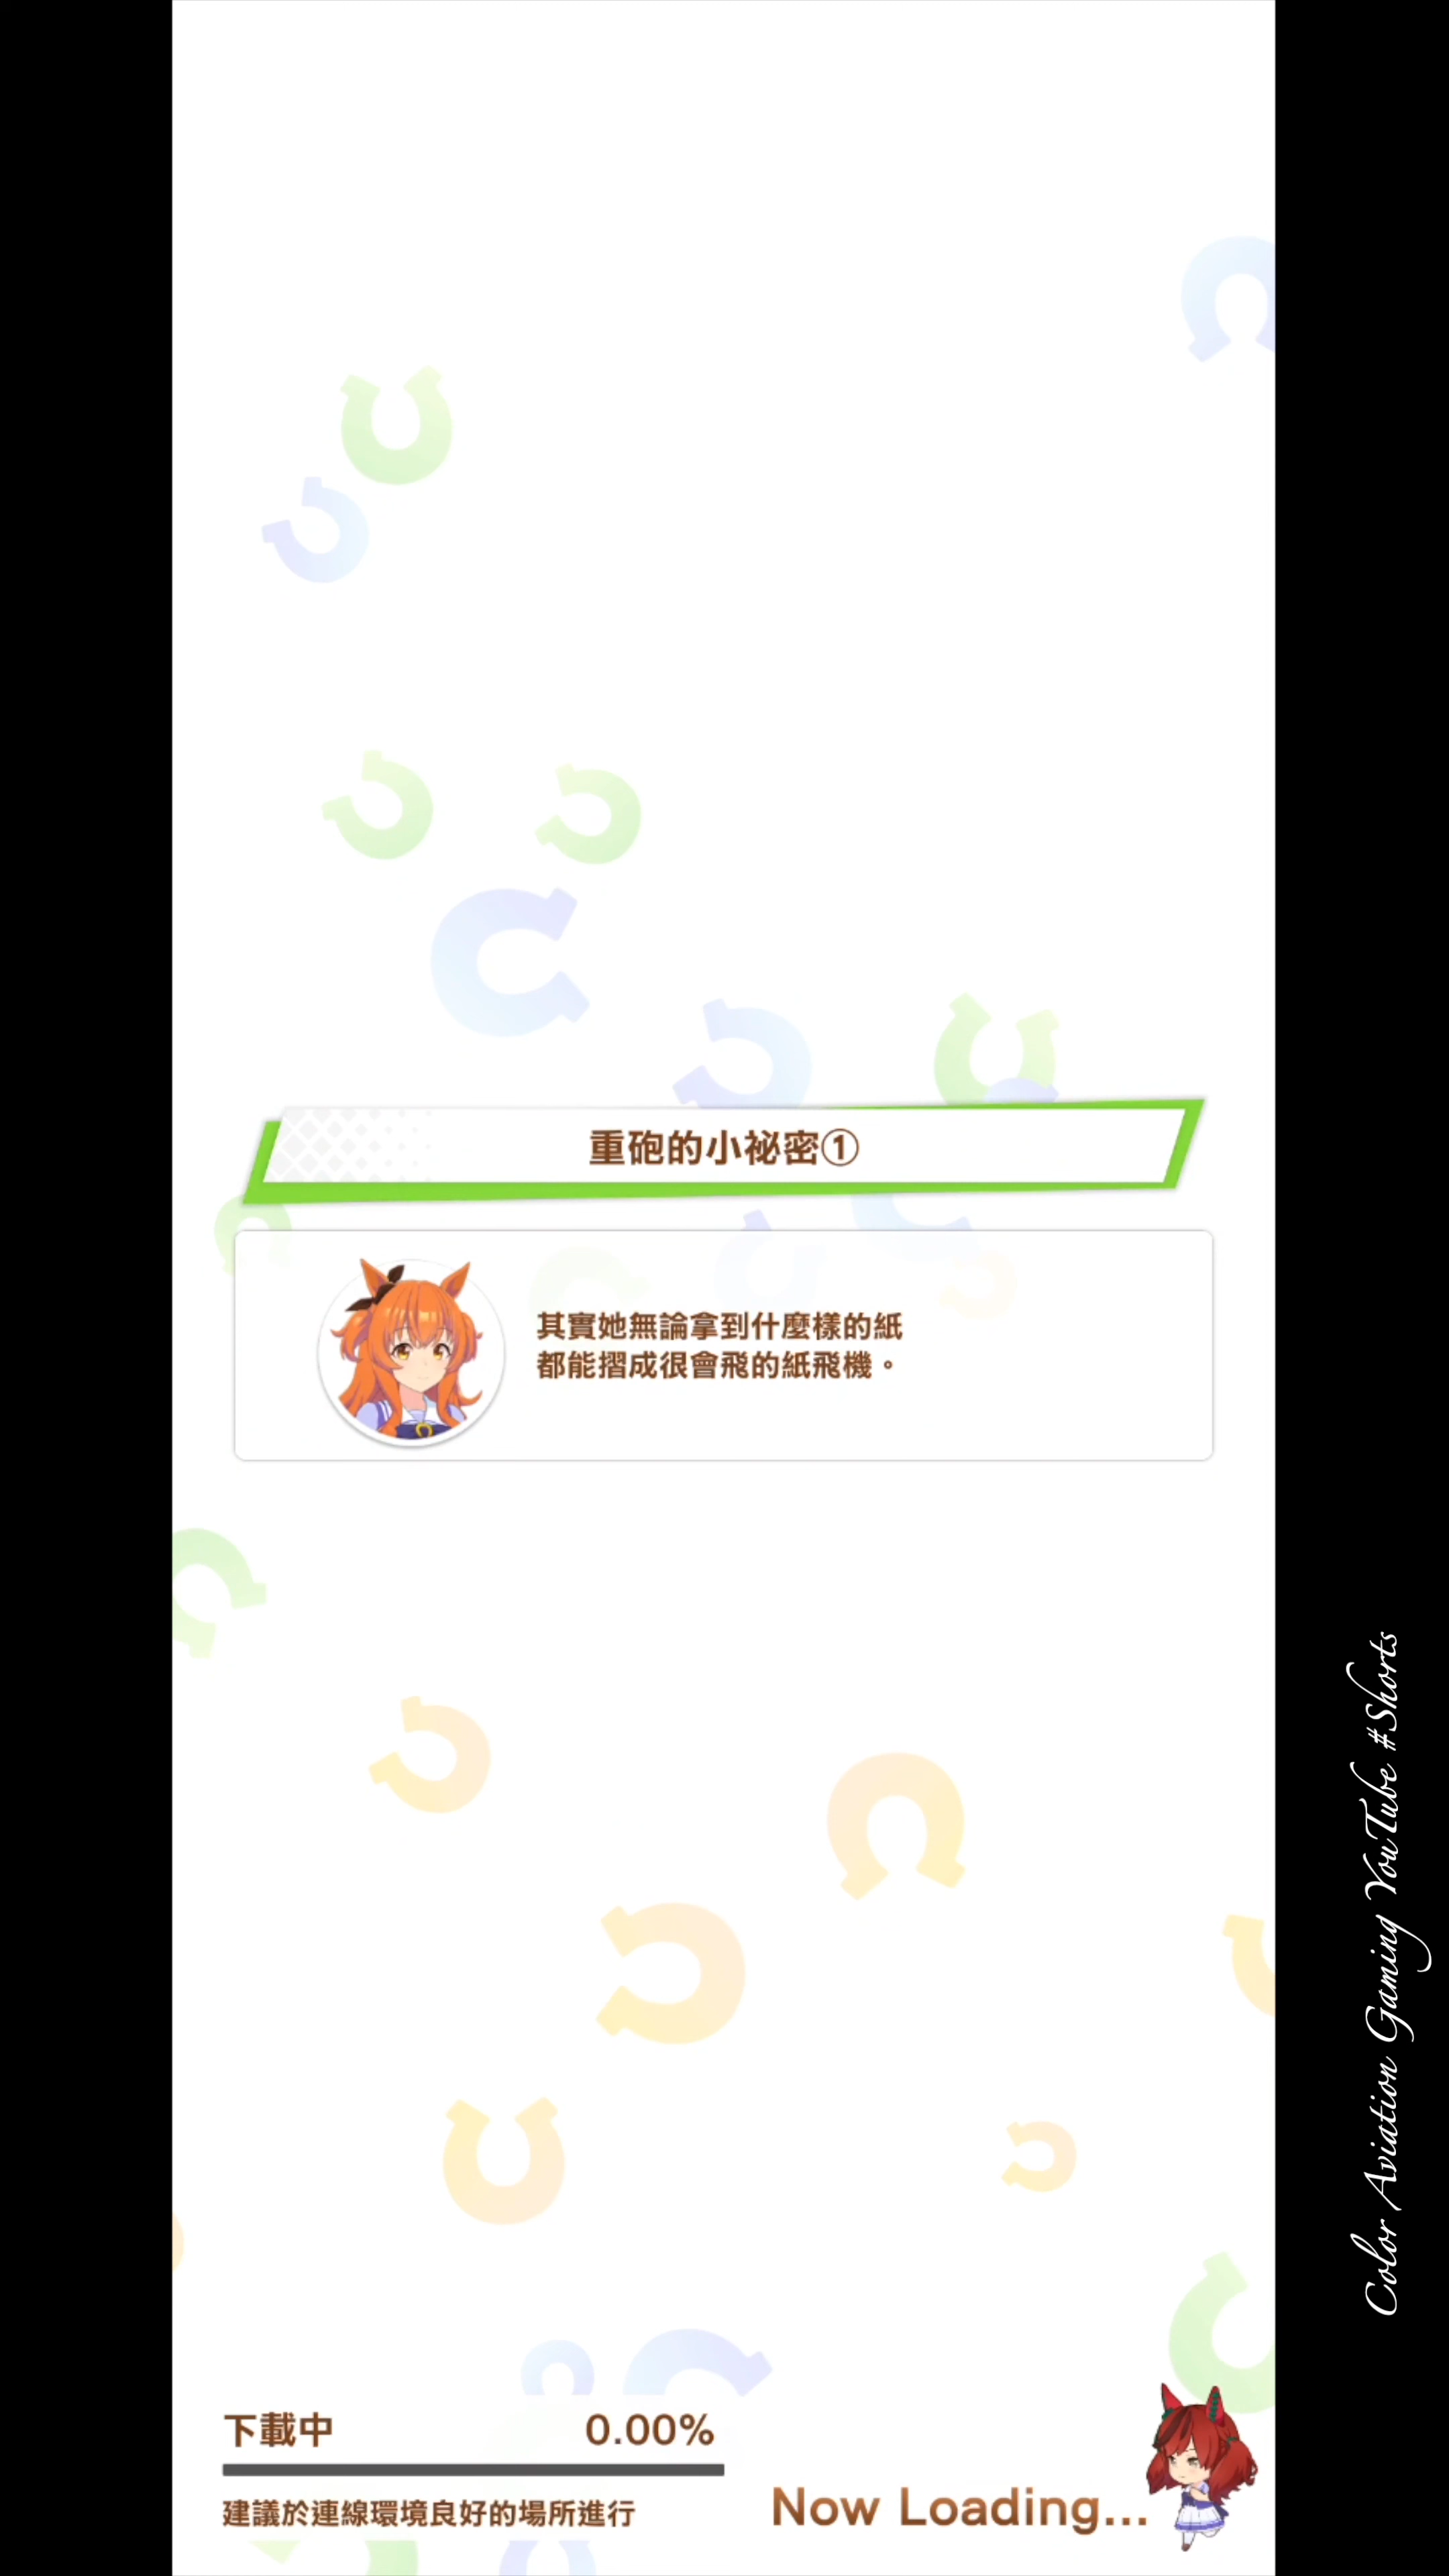 重砲的小祕密①
其實她無論拿到什麼樣的紙
都能摺成很會飛的紙飛機。
下載中 0.00%
建議於連線環境良好的場所進行
Now Loading...
Color Aviation Gaming YouTube #Shorts